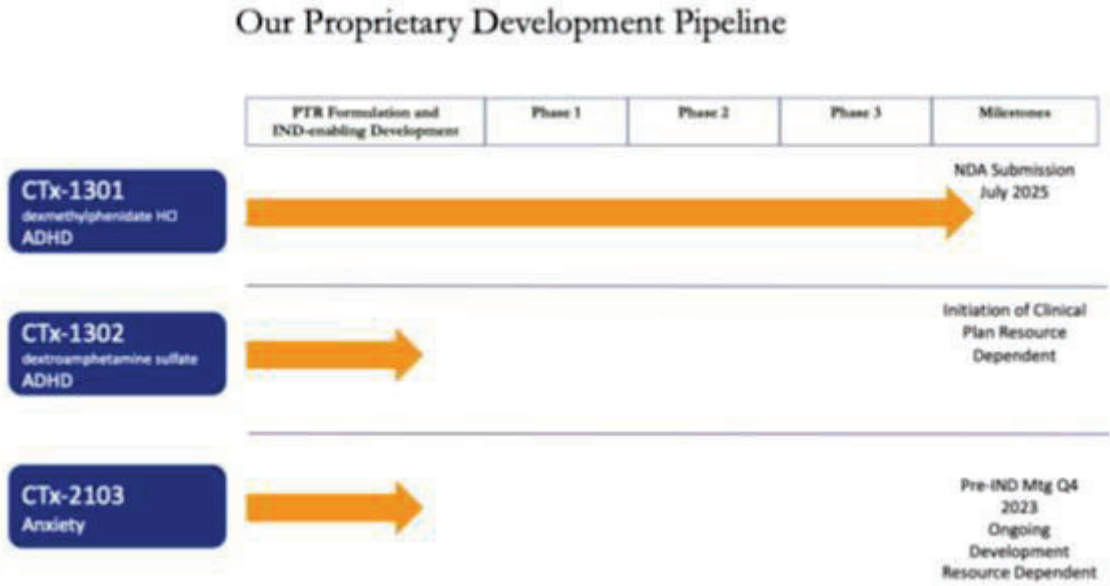 Our Proprietary Development Pipeline
PTR Formulation and
IND-enabling Development
Phase 1
Phase 2
Phase 3
Milestones
CTx-1301
dexmethylphenidate HCl
ADHD
NDA Submission
July 2025
CTx-1302
dextroamphetamine sulfate
ADHD
Initiation of Clinical
Plan Resource
Dependent
CTx-2103
Anxiety
Pre-IND Mtg Q4
2023
Ongoing
Development
Resource Dependent